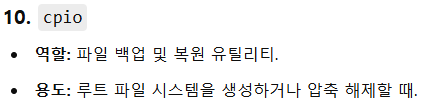 10. cpio
• 역할: 파일 백업 및 복원 유틸리티.
• 용도: 루트 파일 시스템을 생성하거나 압축 해제할 때.